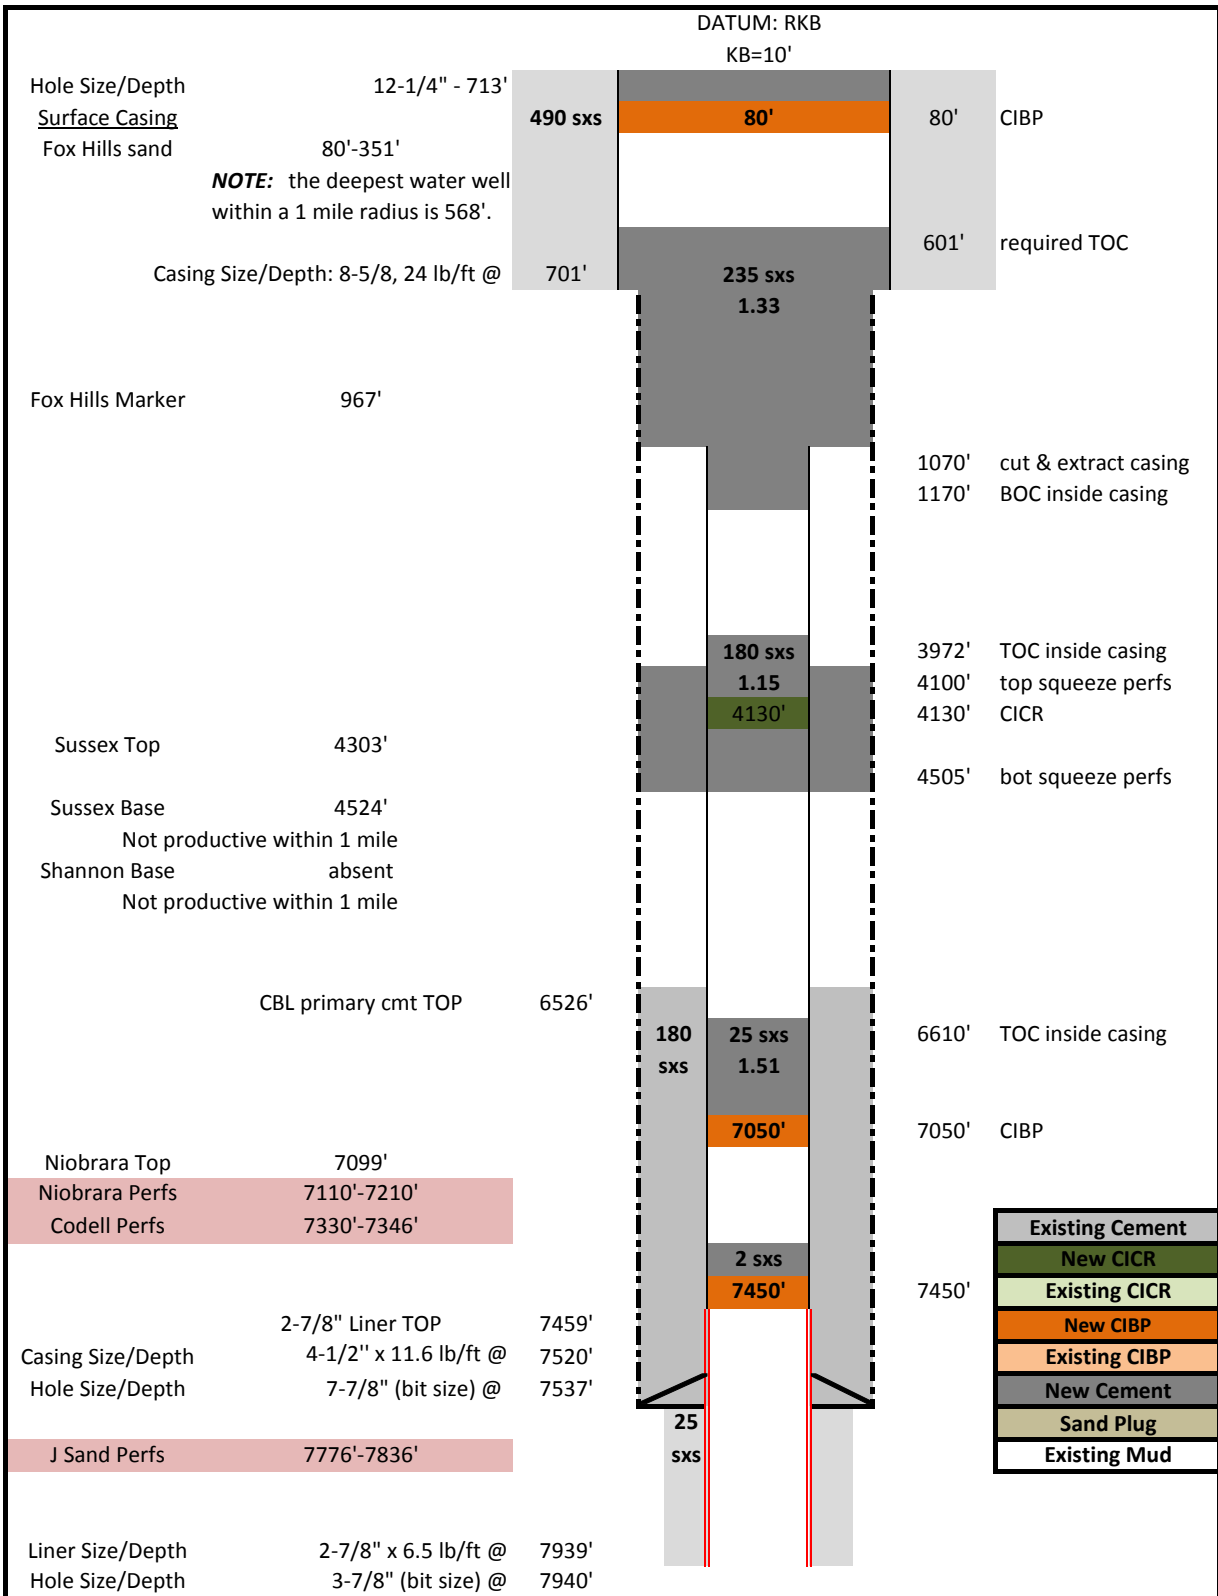 DATUM: RKB
KB=10'
Hole Size/Depth 12-1/4" - 713'
Surface Casing 490 sxs 80' 80' CIBP
Fox Hills sand 80'-351'
NOTE: the deepest water well
within a 1 mile radius is 568'.
601' required TOC
Casing Size/Depth: 8-5/8, 24 lb/ft @ 701' 235 sxs
1.33
Fox Hills Marker 967'
1070' cut & extract casing
1170' BOC inside casing
180 sxs 3972' TOC inside casing
1.15 4100' top squeeze perfs
4130' 4130' CICR
Sussex Top 4303'
4505' bot squeeze perfs
Sussex Base 4524'
Not productive within 1 mile
Shannon Base absent
Not productive within 1 mile
CBL primary cmt TOP 6526'
180 25 sxs 6610' TOC inside casing
sxs 1.51
7050' 7050' CIBP
Niobrara Top 7099'
Niobrara Perfs 7110'-7210'
Codell Perfs 7330'-7346'
Existing Cement
2 sxs New CICR
7450' 7450' Existing CICR
2-7/8" Liner TOP 7459' New CIBP
Casing Size/Depth 4-1/2'' x 11.6 lb/ft @ 7520' Existing CIBP
Hole Size/Depth 7-7/8" (bit size) @ 7537' New Cement
25 Sand Plug
J Sand Perfs 7776'-7836' sxs Existing Mud
Liner Size/Depth 2-7/8" x 6.5 lb/ft @ 7939'
Hole Size/Depth 3-7/8" (bit size) @ 7940'